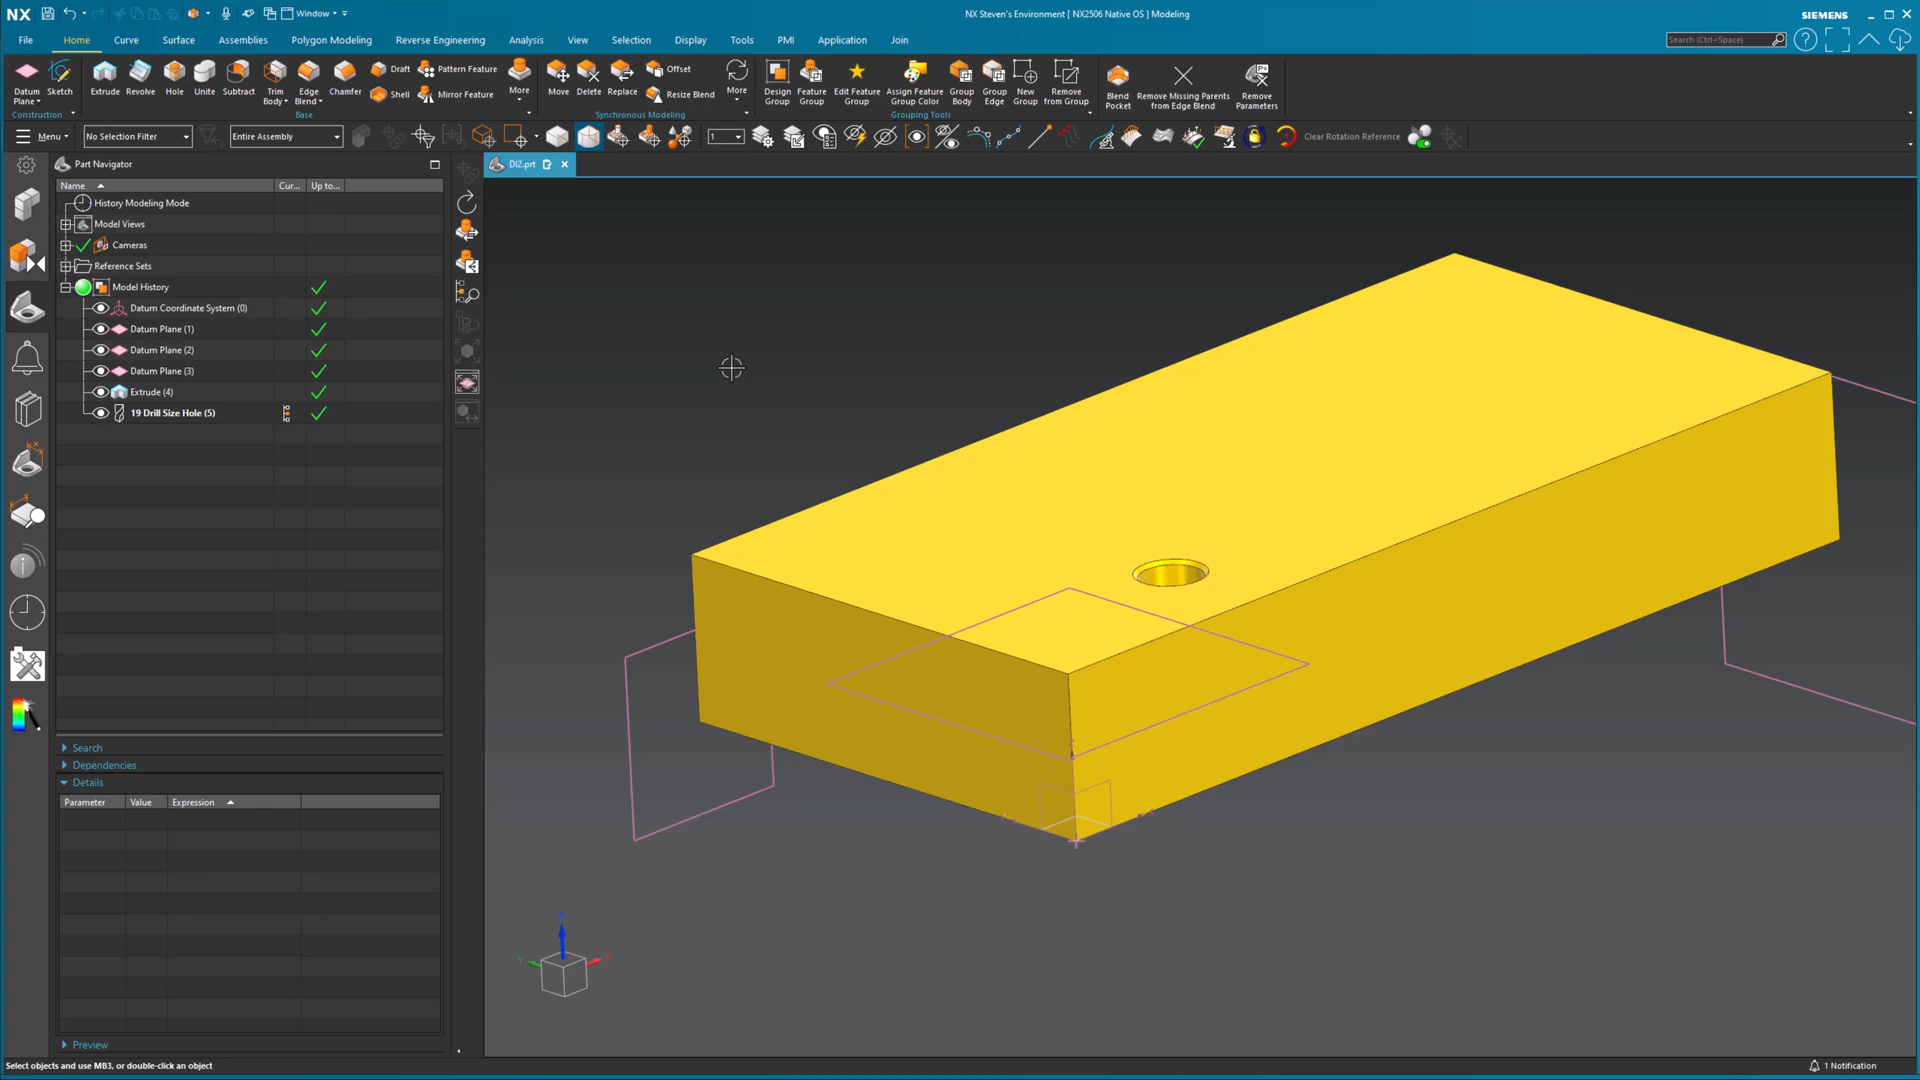 NX
Window
NX Steven's Environment [ NX2506 Native OS ] Modeling
SIEMENS
File
Home
Curve
Surface
Assemblies
Polygon Modeling
Reverse Engineering
Analysis
View
Selection
Display
Tools
PMI
Application
Join
Search (Ctrl+Space)
Datum Plane
Sketch
Extrude
Revolve
Hole
Unite
Subtract
Trim Body
Edge Blend
Chamfer
Draft
Shell
Pattern Feature
Mirror Feature
More
Move
Delete
Replace
Offset
Resize Blend
More
Design Group
Feature Group
Edit Feature Group
Assign Feature Group Color
Group Body
Group Edge
New Group
Remove from Group
Blend Pocket
Remove Missing Parents from Edge Blend
Remove Parameters
Construction
Base
Synchronous Modeling
Grouping Tools
Menu
No Selection Filter
Entire Assembly
1
Clear Rotation Reference
Part Navigator
DI2.prt
Name
Cur...
Up to...
History Modeling Mode
Model Views
Cameras
Reference Sets
Model History
Datum Coordinate System (0)
Datum Plane (1)
Datum Plane (2)
Datum Plane (3)
Extrude (4)
19 Drill Size Hole (5)
Search
Dependencies
Details
Parameter
Value
Expression
Preview
Z
Y
X
Select objects and use MB3, or double-click an object
1 Notification